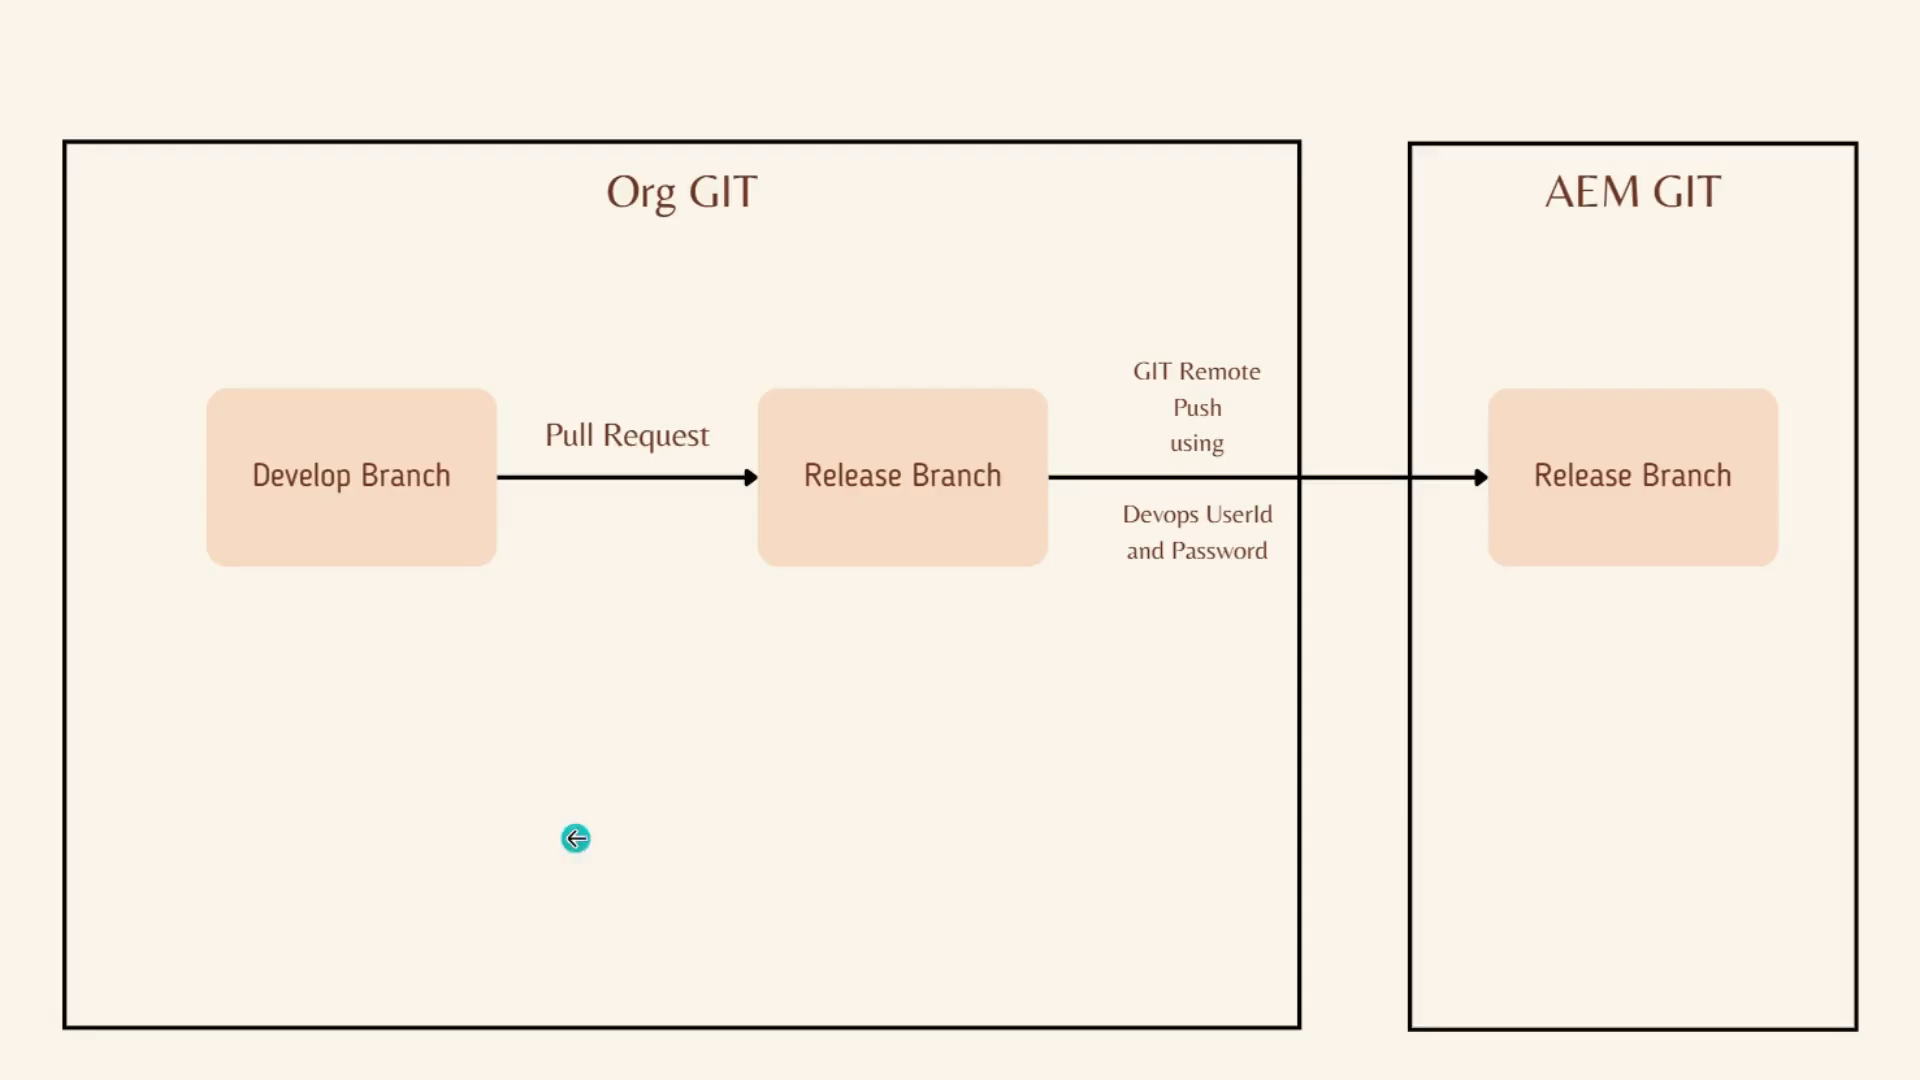 Org GIT
AEM GIT
Develop Branch
Pull Request
Release Branch
GIT Remote
Push
using
Devops UserId
and Password
Release Branch